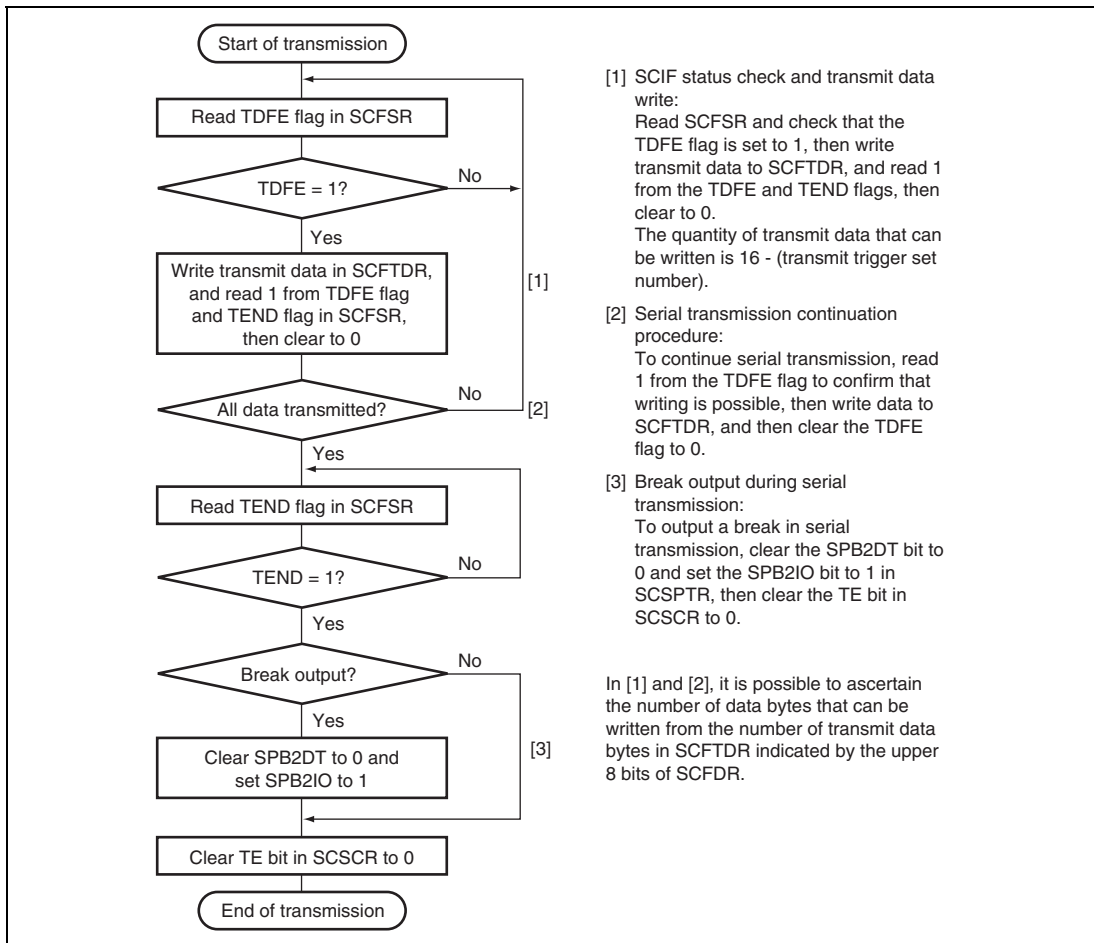 Start of transmission
Read TDFE flag in SCFSR
TDFE = 1?
No
Yes
Write transmit data in SCFTDR,
and read 1 from TDFE flag
and TEND flag in SCFSR,
then clear to 0
[1]
All data transmitted?
No
[2]
Yes
Read TEND flag in SCFSR
TEND = 1?
No
Yes
Break output?
No
Yes
Clear SPB2DT to 0 and
set SPB2IO to 1
[3]
Clear TE bit in SCSCR to 0
End of transmission
[1] SCIF status check and transmit data
write:
Read SCFSR and check that the
TDFE flag is set to 1, then write
transmit data to SCFTDR, and read 1
from the TDFE and TEND flags, then
clear to 0.
The quantity of transmit data that can
be written is 16 - (transmit trigger set
number).
[2] Serial transmission continuation
procedure:
To continue serial transmission, read
1 from the TDFE flag to confirm that
writing is possible, then write data to
SCFTDR, and then clear the TDFE
flag to 0.
[3] Break output during serial
transmission:
To output a break in serial
transmission, clear the SPB2DT bit to
0 and set the SPB2IO bit to 1 in
SCSPTR, then clear the TE bit in
SCSCR to 0.
In [1] and [2], it is possible to ascertain
the number of data bytes that can be
written from the number of transmit data
bytes in SCFTDR indicated by the upper
8 bits of SCFDR.